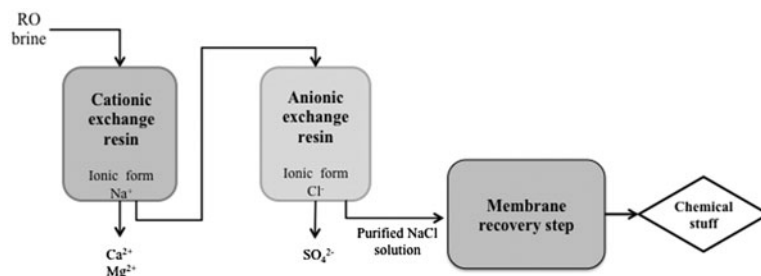 RO
brine
Cationic
exchange
resin
Ionic form
Na⁺
Ca²⁺
Mg²⁺
Anionic
exchange
resin
Ionic form
Cl⁻
SO₄²⁻
Purified NaCl
solution
Membrane
recovery step
Chemical
stuff